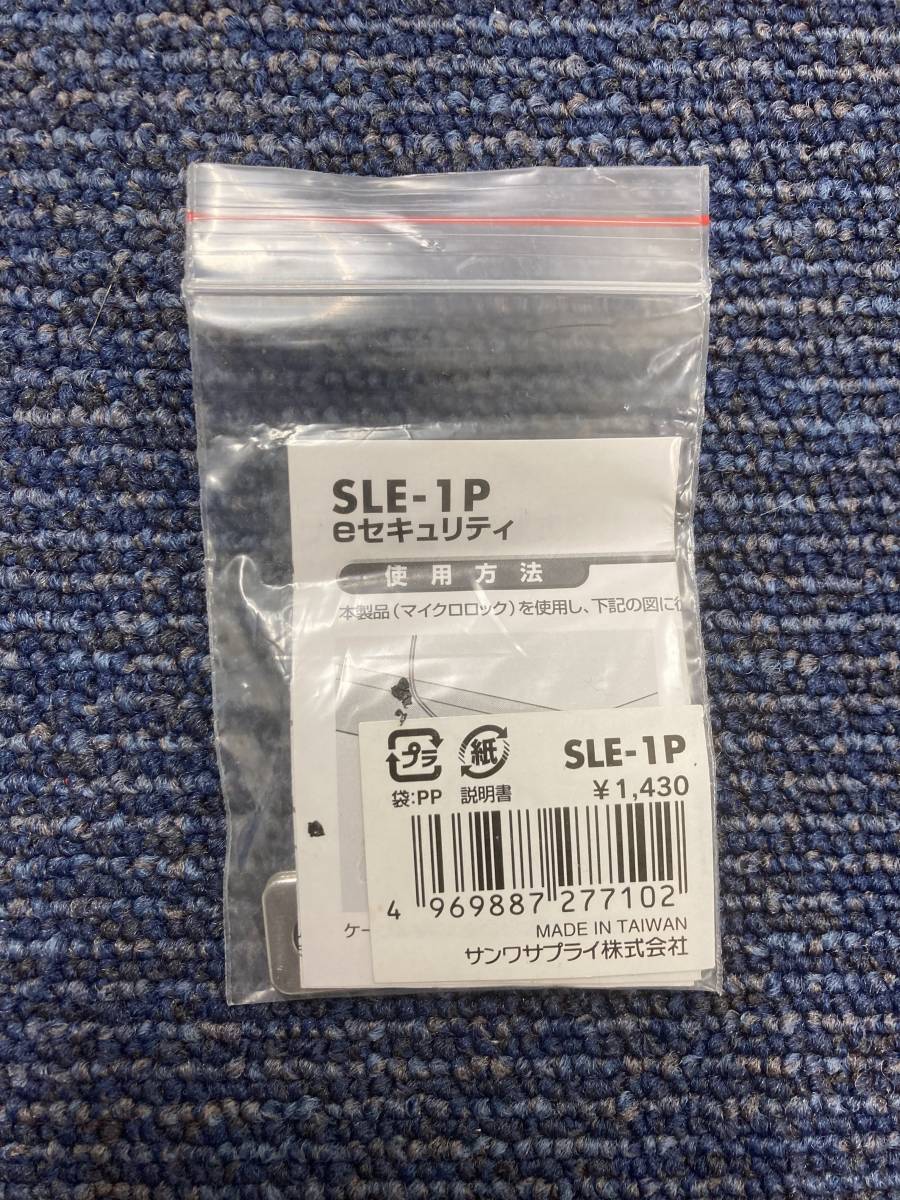 SLE-1P
eセキュリティ
使用方法
本製品(マイクロロック)を使用し、下記の図に
プラ 紙 SLE-1P
袋:PP 説明書 ¥1,430
4 969887 277102
MADE IN TAIWAN
ケー サンワサプライ株式会社